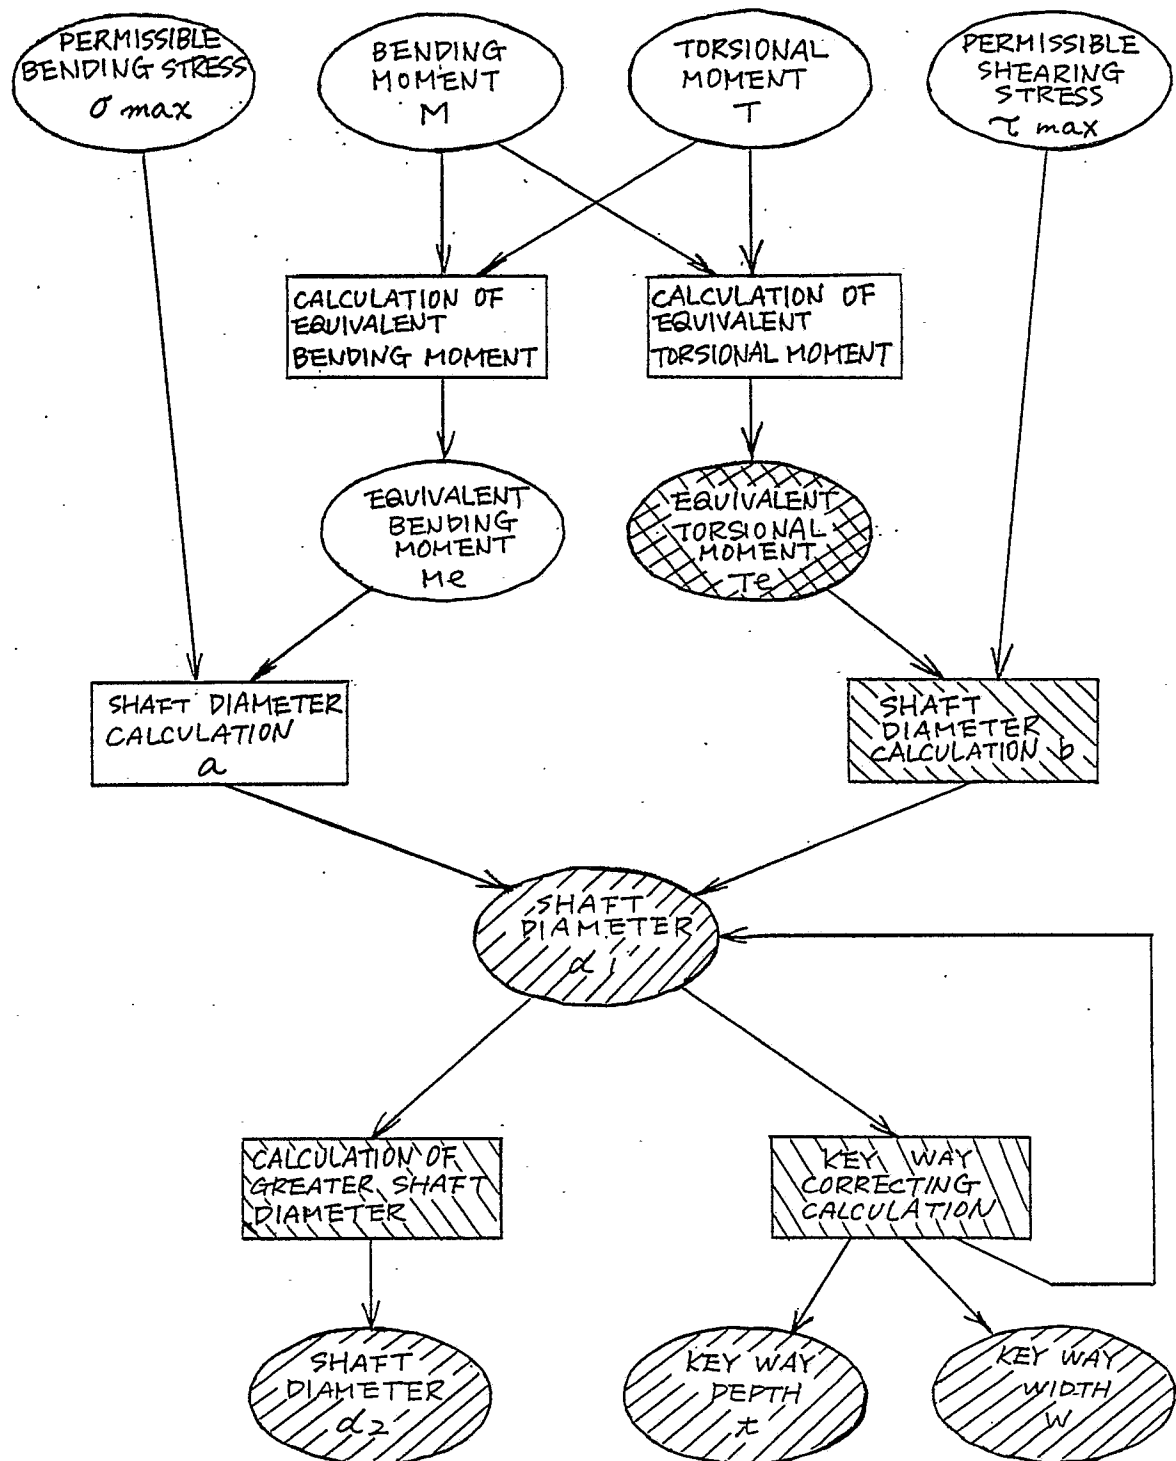 PERMISSIBLE
BENDING STRESS
σ max
BENDING
MOMENT
M
TORSIONAL
MOMENT
T
PERMISSIBLE
SHEARING
STRESS
τ max
CALCULATION OF
EQUIVALENT
BENDING MOMENT
CALCULATION OF
EQUIVALENT
TORSIONAL MOMENT
EQUIVALENT
BENDING
MOMENT
Me
EQUIVALENT
TORSIONAL
MOMENT
Te
SHAFT DIAMETER
CALCULATION
a
SHAFT
DIAMETER
CALCULATION b
SHAFT
DIAMETER
d1
CALCULATION OF
GREATER SHAFT
DIAMETER
KEY WAY
CORRECTING
CALCULATION
SHAFT
DIAMETER
d2
KEY WAY
DEPTH
t
KEY WAY
WIDTH
W